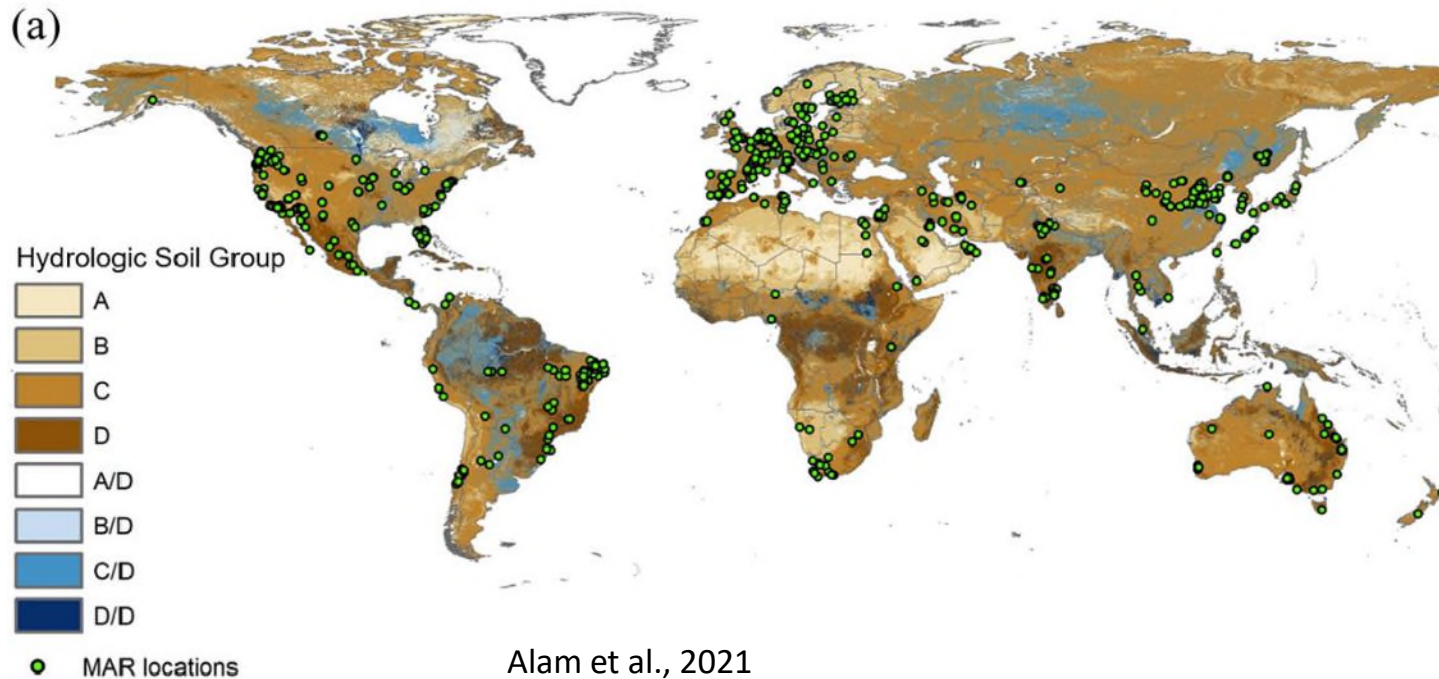 (a)
Hydrologic Soil Group
A
B
C
D
A/D
B/D
C/D
D/D
MAR locations
Alam et al., 2021